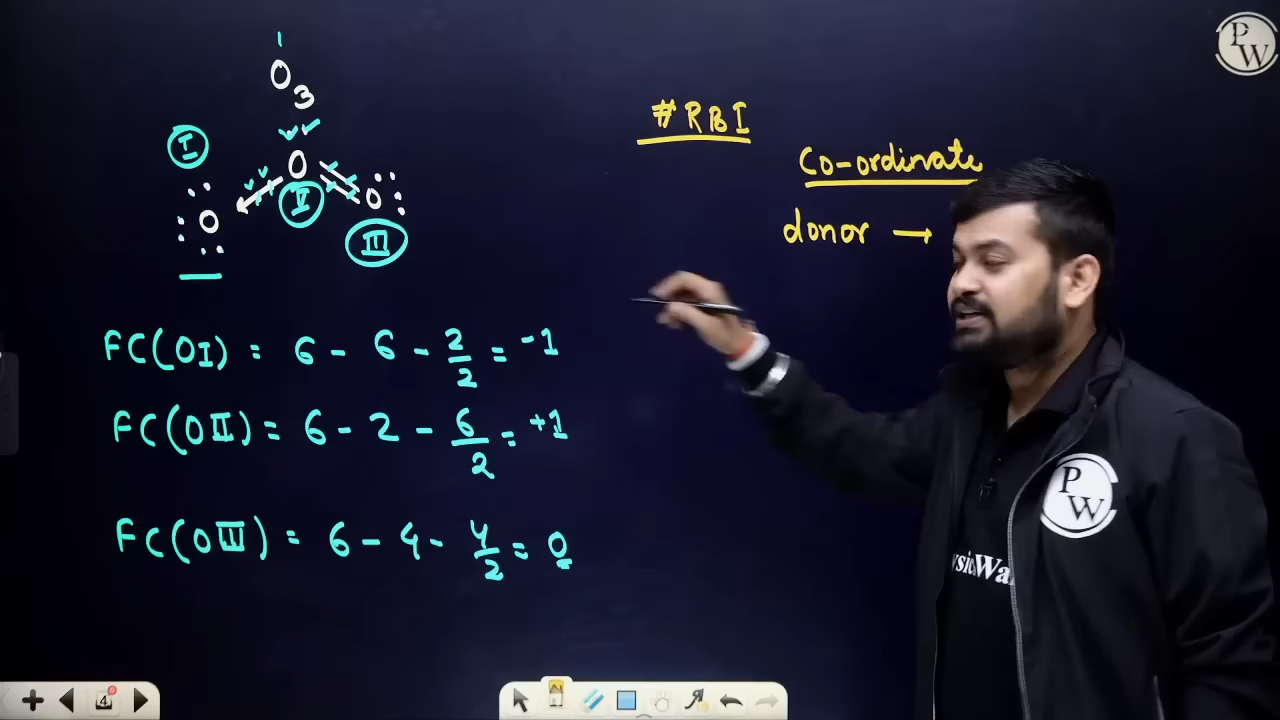 O3
I
O
II
O
O
III
FC(OI) = 6 - 6 - 2/2 = -1
FC(OII) = 6 - 2 - 6/2 = +1
FC(OIII) = 6 - 4 - 4/2 = 0
#RBI
Co-ordinate
donor →
PW
PW
4